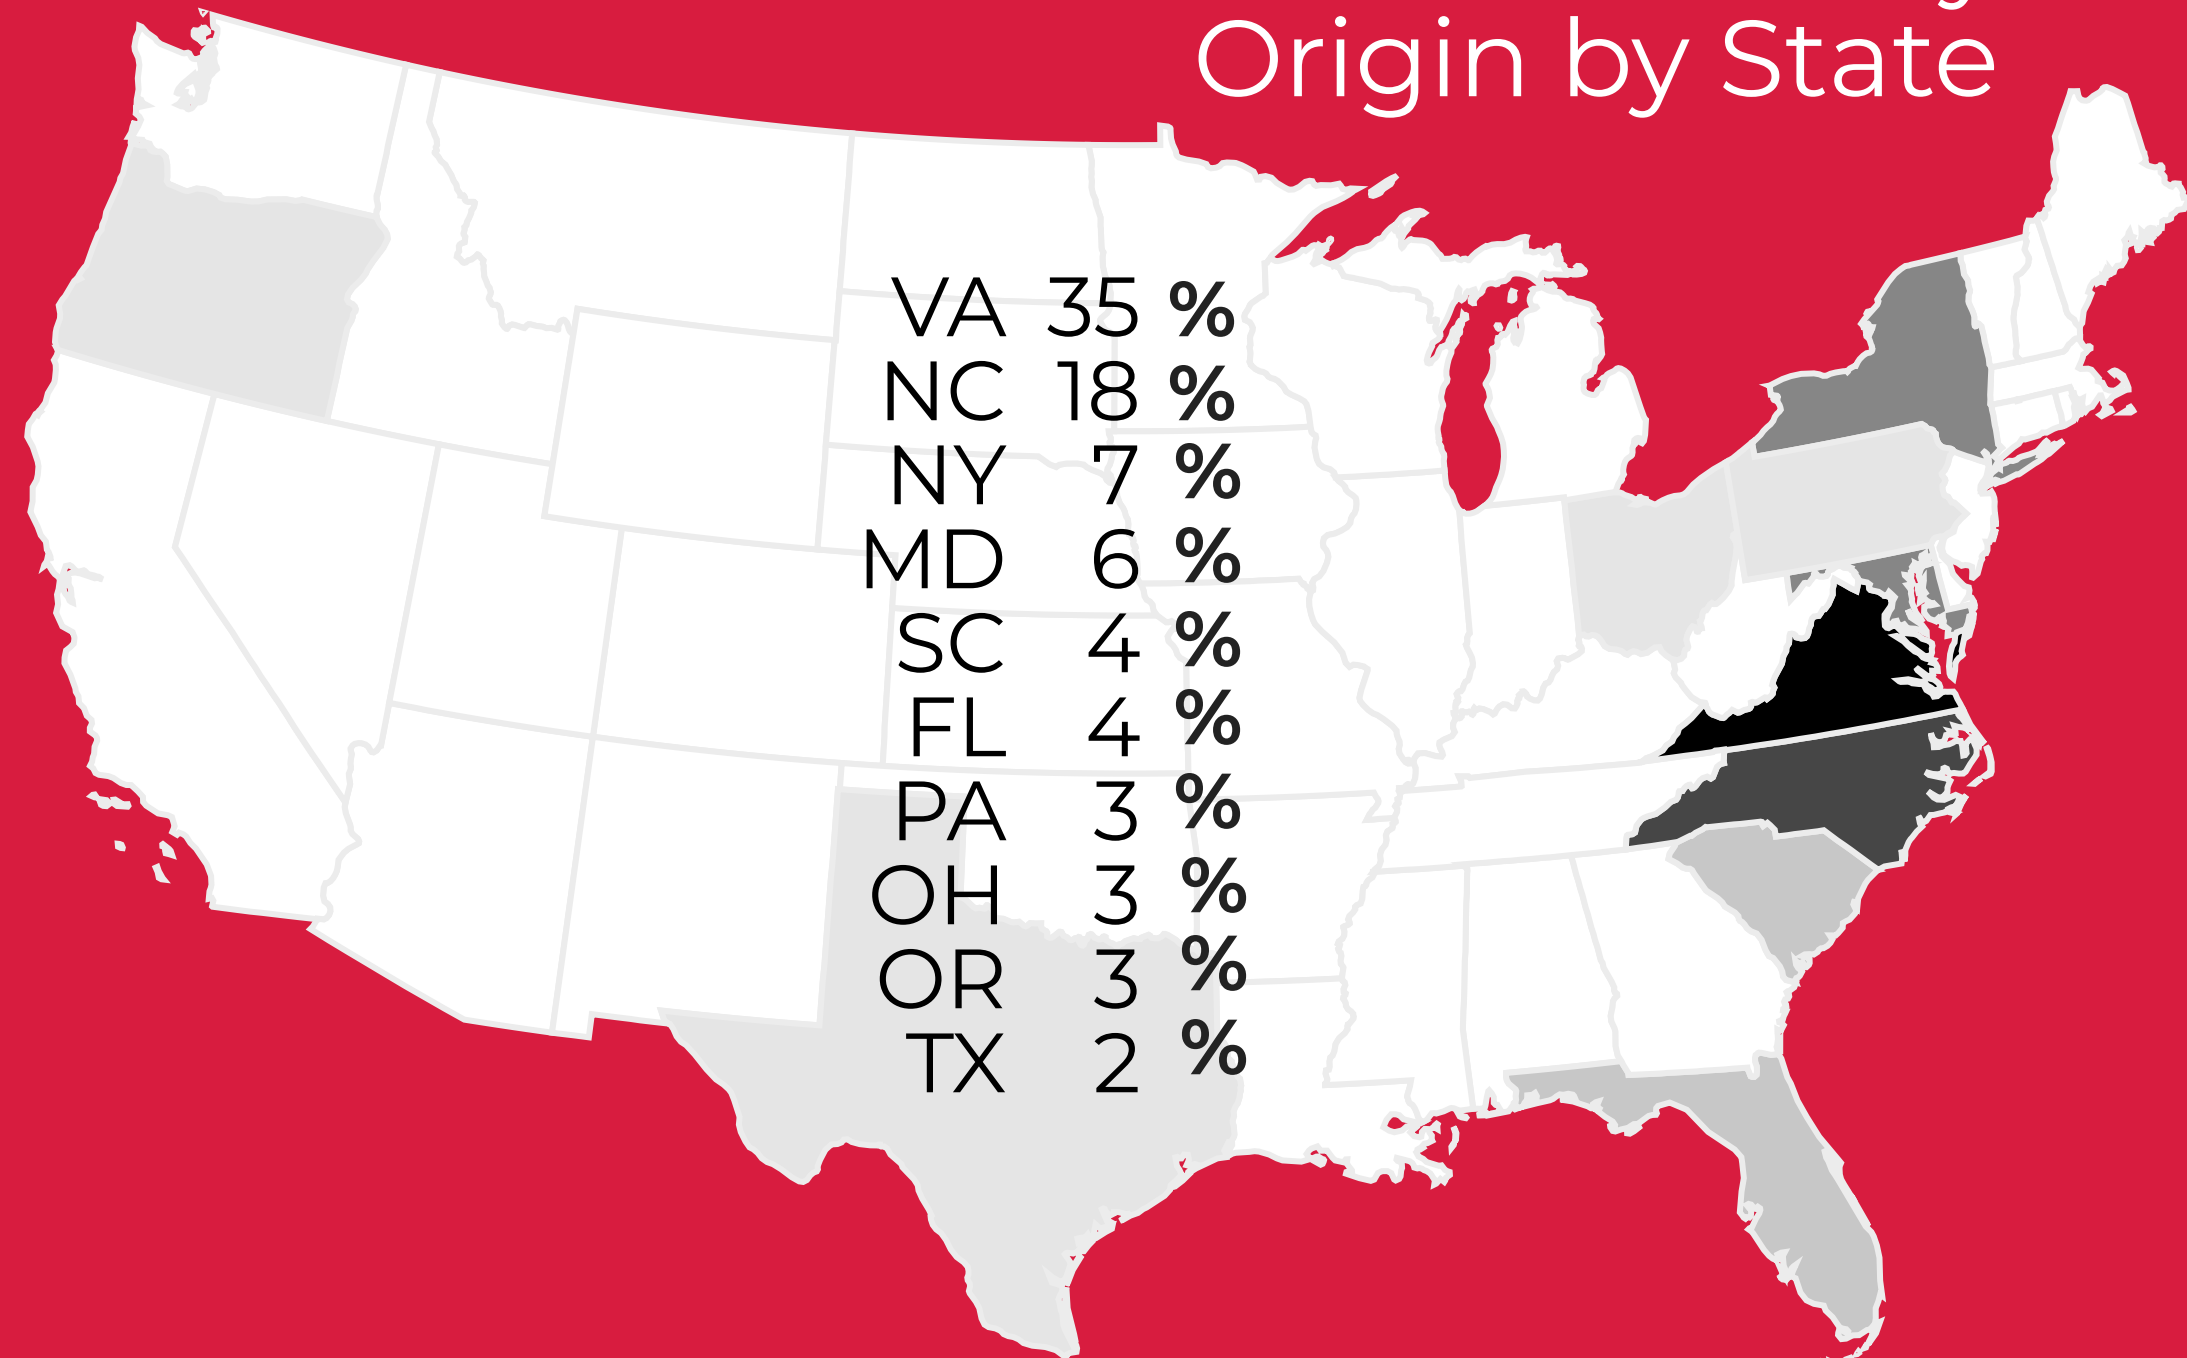 Origin by State
VA 35 %
NC 18 %
NY 7 %
MD 6 %
SC 4 %
FL 4 %
PA 3 %
OH 3 %
OR 3 %
TX 2 %